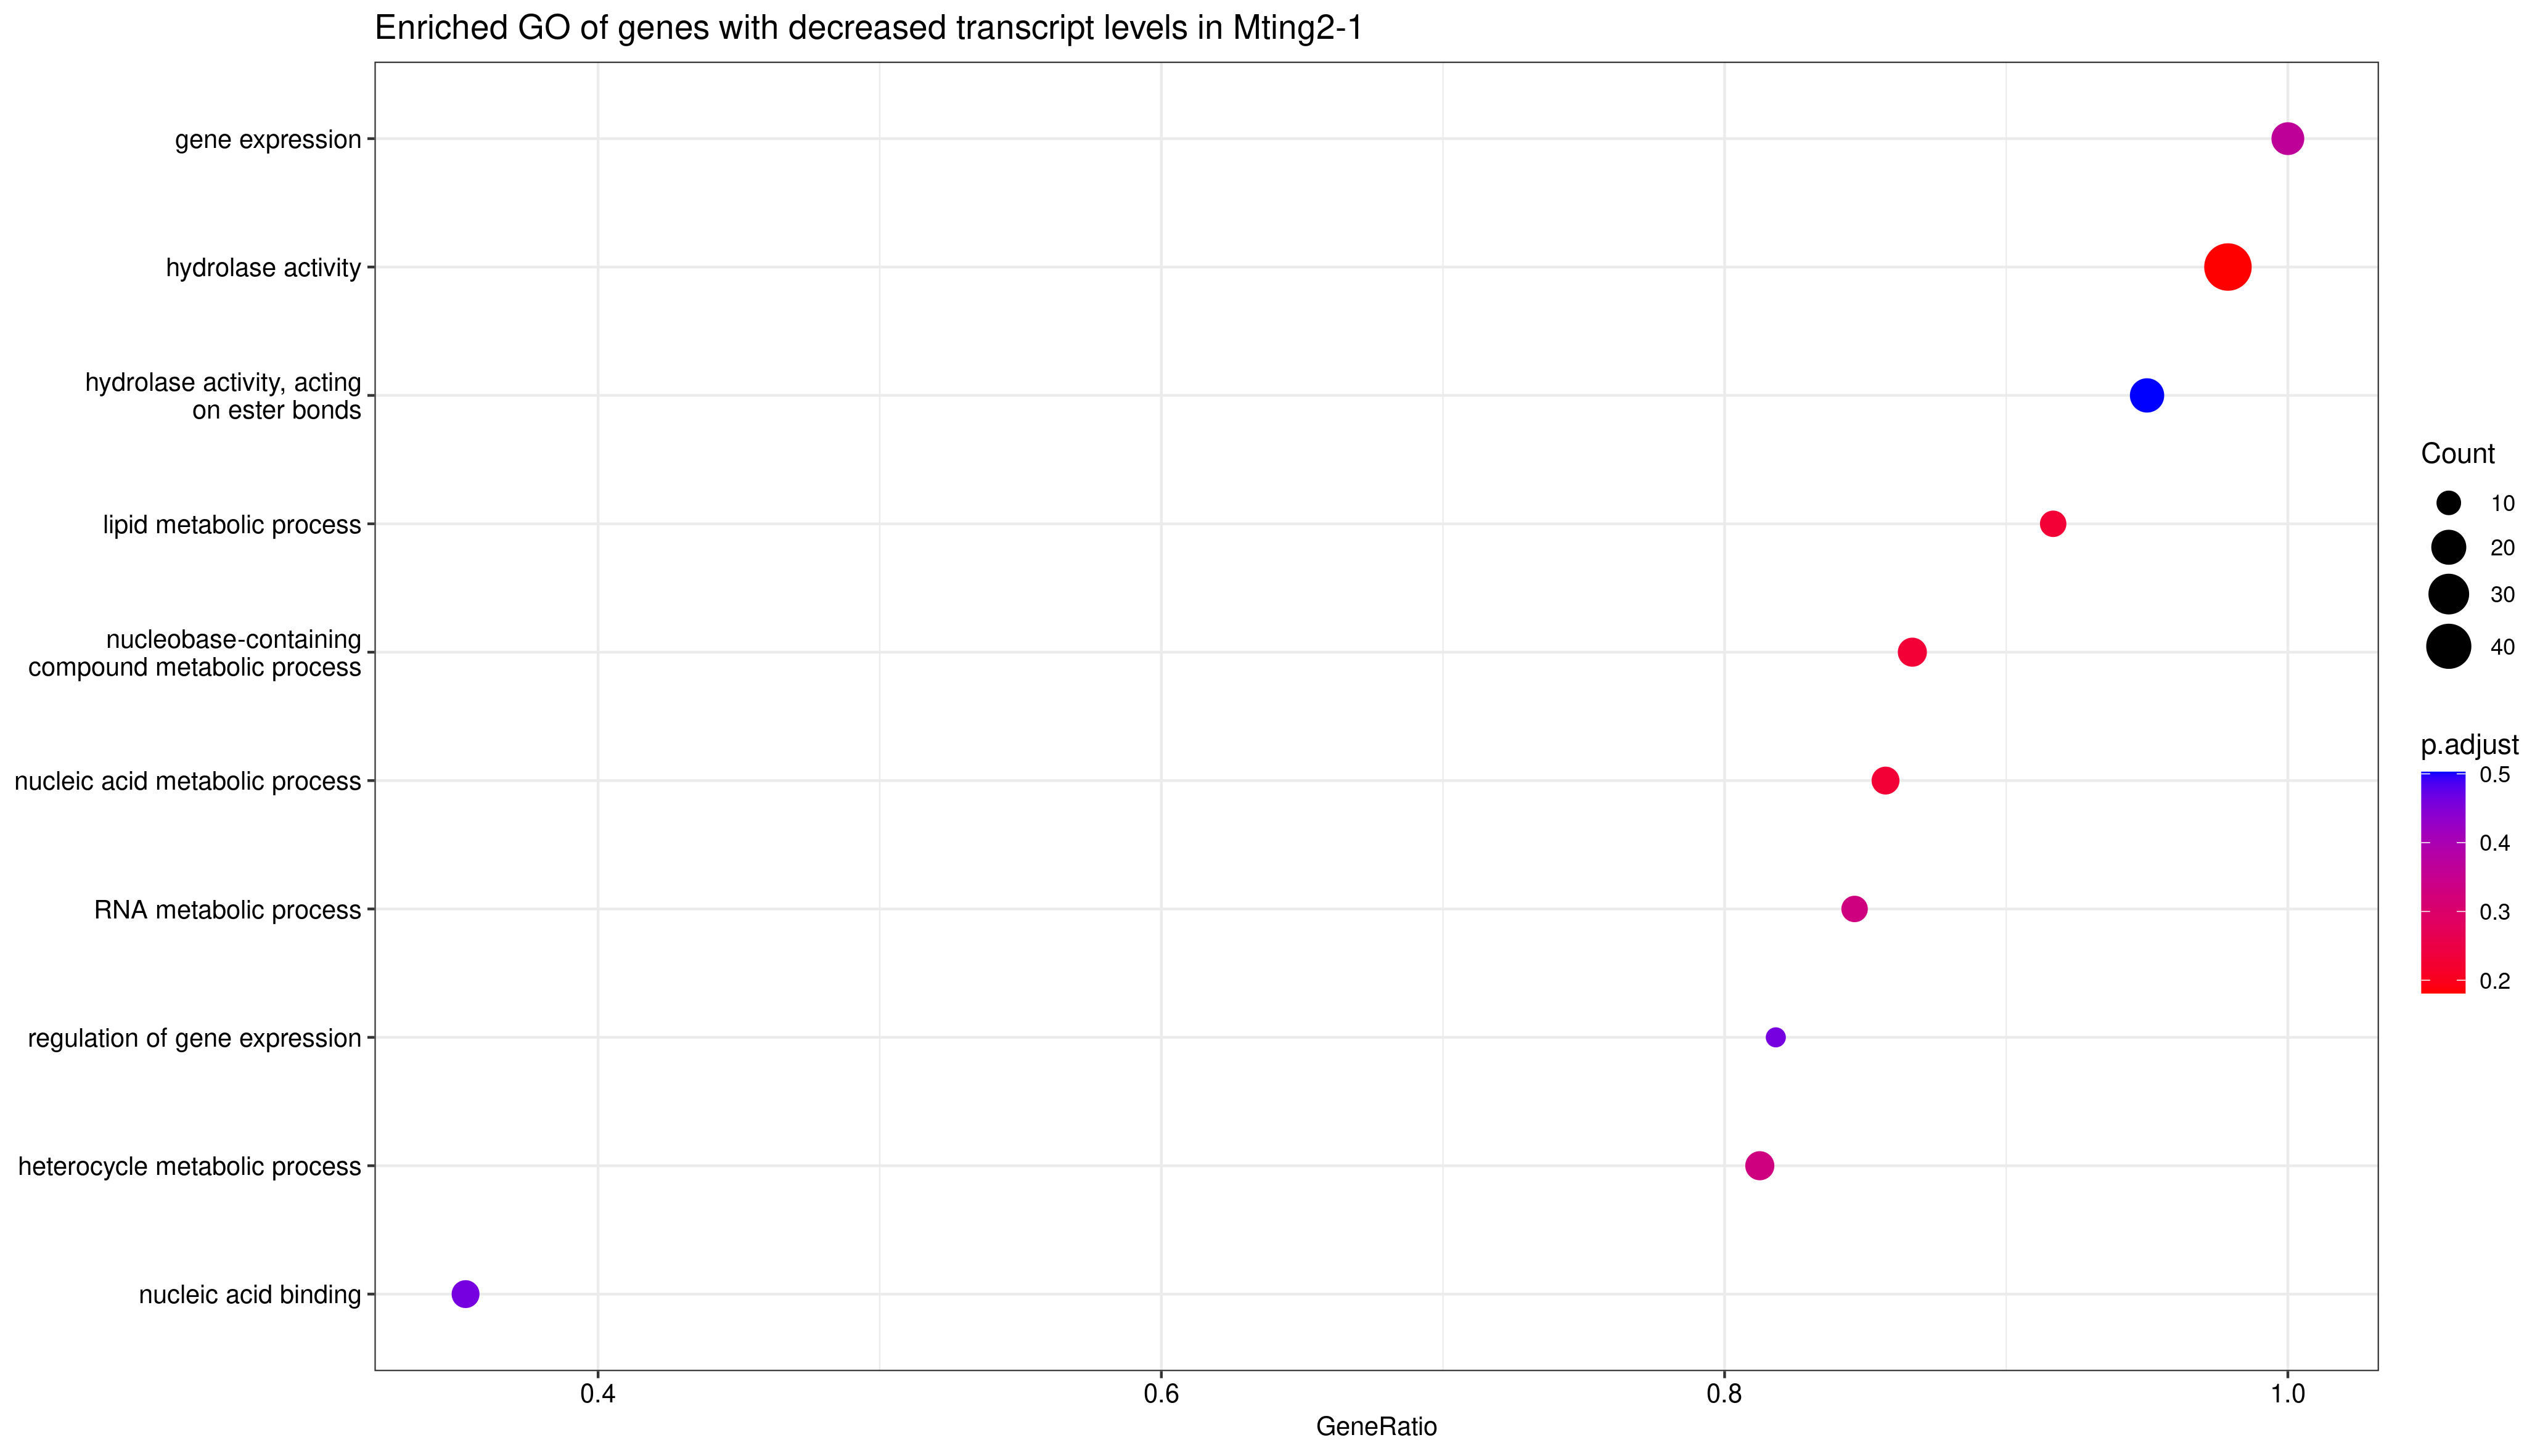 Enriched GO of genes with decreased transcript levels in Mting2-1
gene expression
hydrolase activity
hydrolase activity, acting
on ester bonds
lipid metabolic process
nucleobase-containing
compound metabolic process
nucleic acid metabolic process
RNA metabolic process
regulation of gene expression
heterocycle metabolic process
nucleic acid binding
0.4
0.6
0.8
1.0
GeneRatio
Count
10
20
30
40
p.adjust
0.5
0.4
0.3
0.2